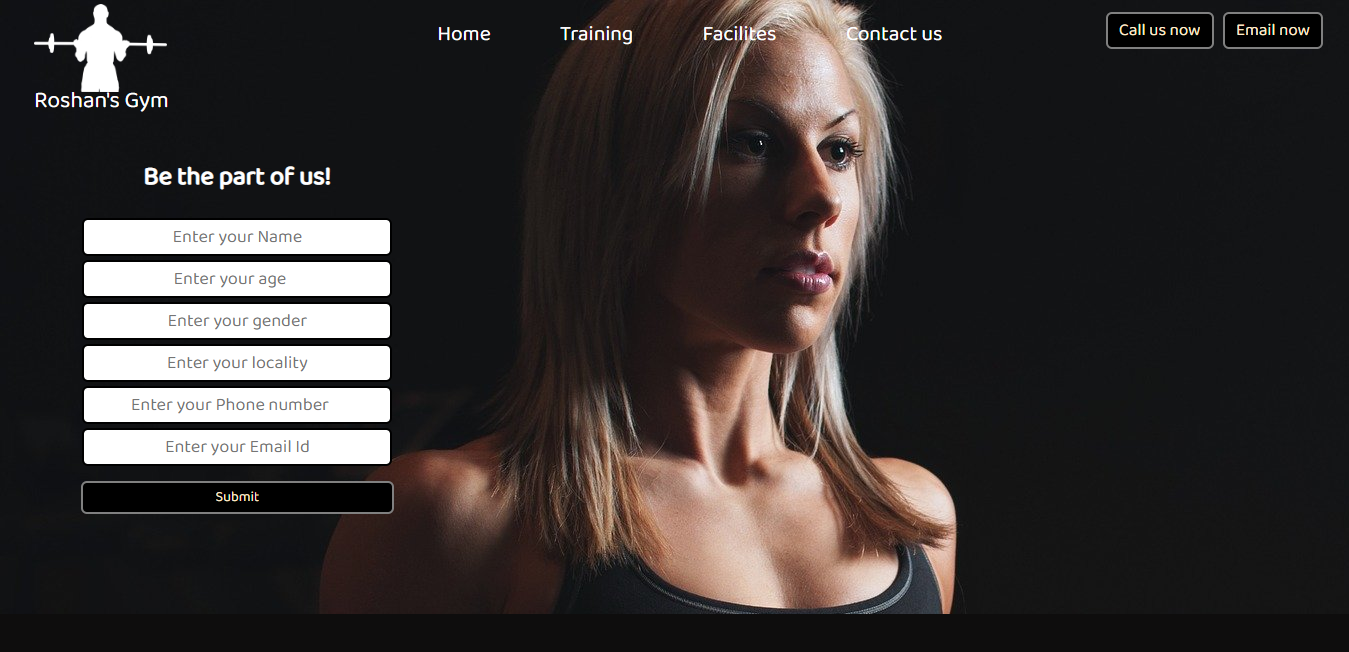 Home
Training
Facilites
Contact us
Call us now
Email now
Roshan's Gym
Be the part of us!
Enter your Name
Enter your age
Enter your gender
Enter your locality
Enter your Phone number
Enter your Email Id
Submit